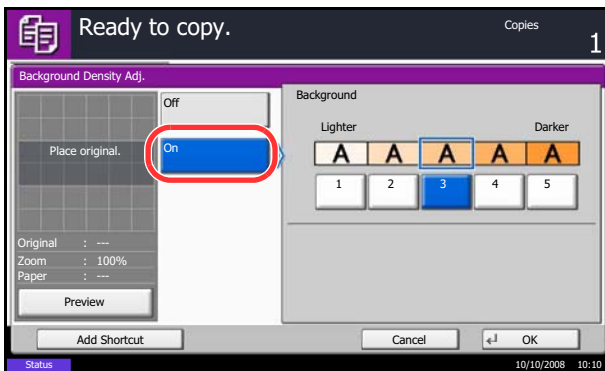 Ready to copy.
Copies
1
Background Density Adj.
Place original.
Original : ---
Zoom : 100%
Paper : ---
Preview
Off
On
Background
Lighter Darker
A A A A A
1 2 3 4 5
Add Shortcut
Cancel
OK
Status
10/10/2008 10:10